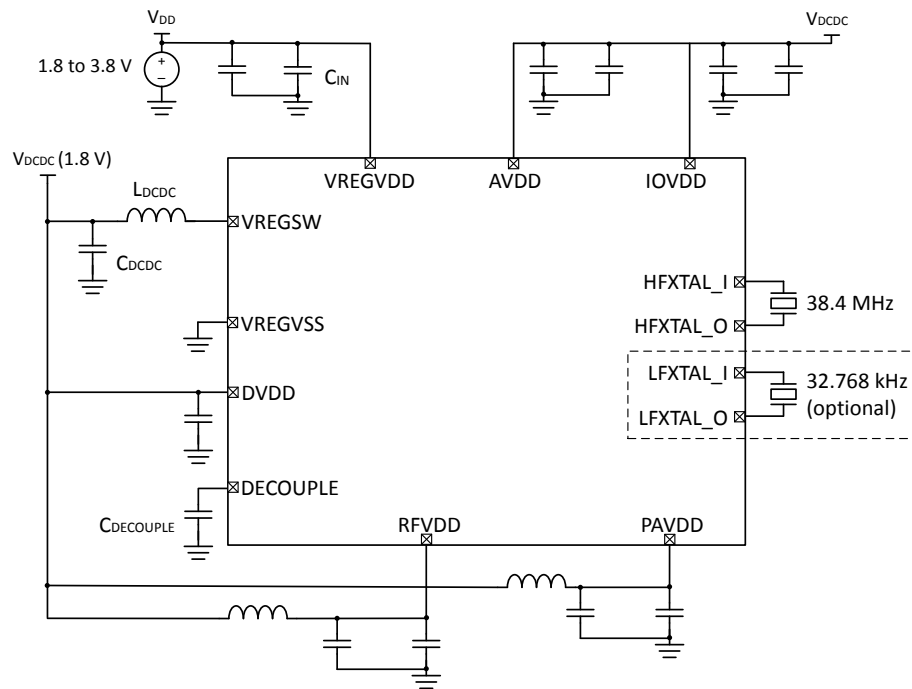 VDD
VDCDC
1.8 to 3.8 V
+
–
CIN
VDCDC (1.8 V)
VREGVDD
AVDD
IOVDD
LDCDC
VREGSW
CDCDC
HFXTAL_I
38.4 MHz
VREGVSS
HFXTAL_O
LFXTAL_I
32.768 kHz
(optional)
DVDD
LFXTAL_O
DECOUPLE
CDECOUPLE
RFVDD
PAVDD